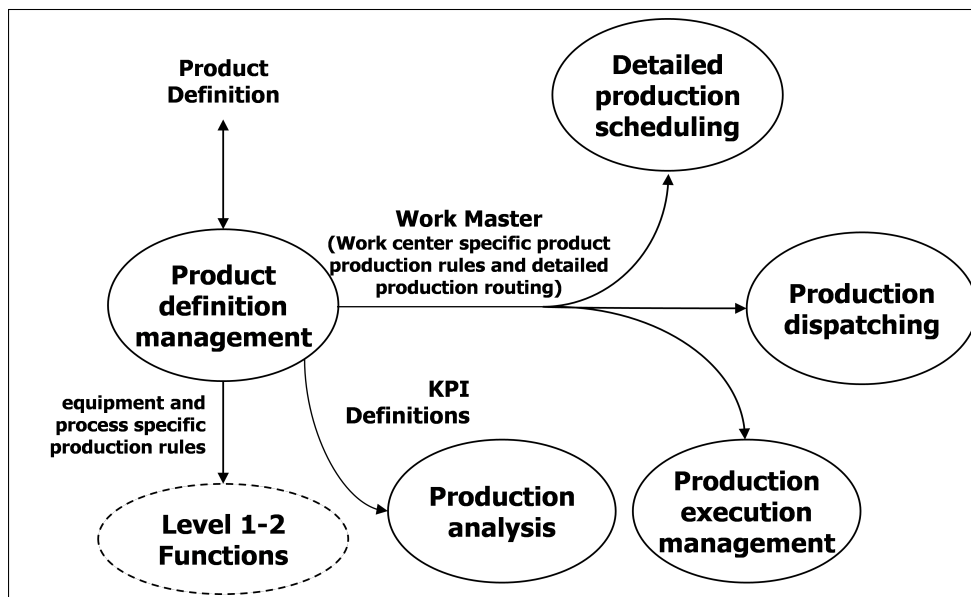 Product
Definition
Detailed
production
scheduling
Work Master
(Work center specific product
production rules and detailed
production routing)
Product
definition
management
Production
dispatching
equipment and
process specific
production rules
KPI
Definitions
Level 1-2
Functions
Production
analysis
Production
execution
management